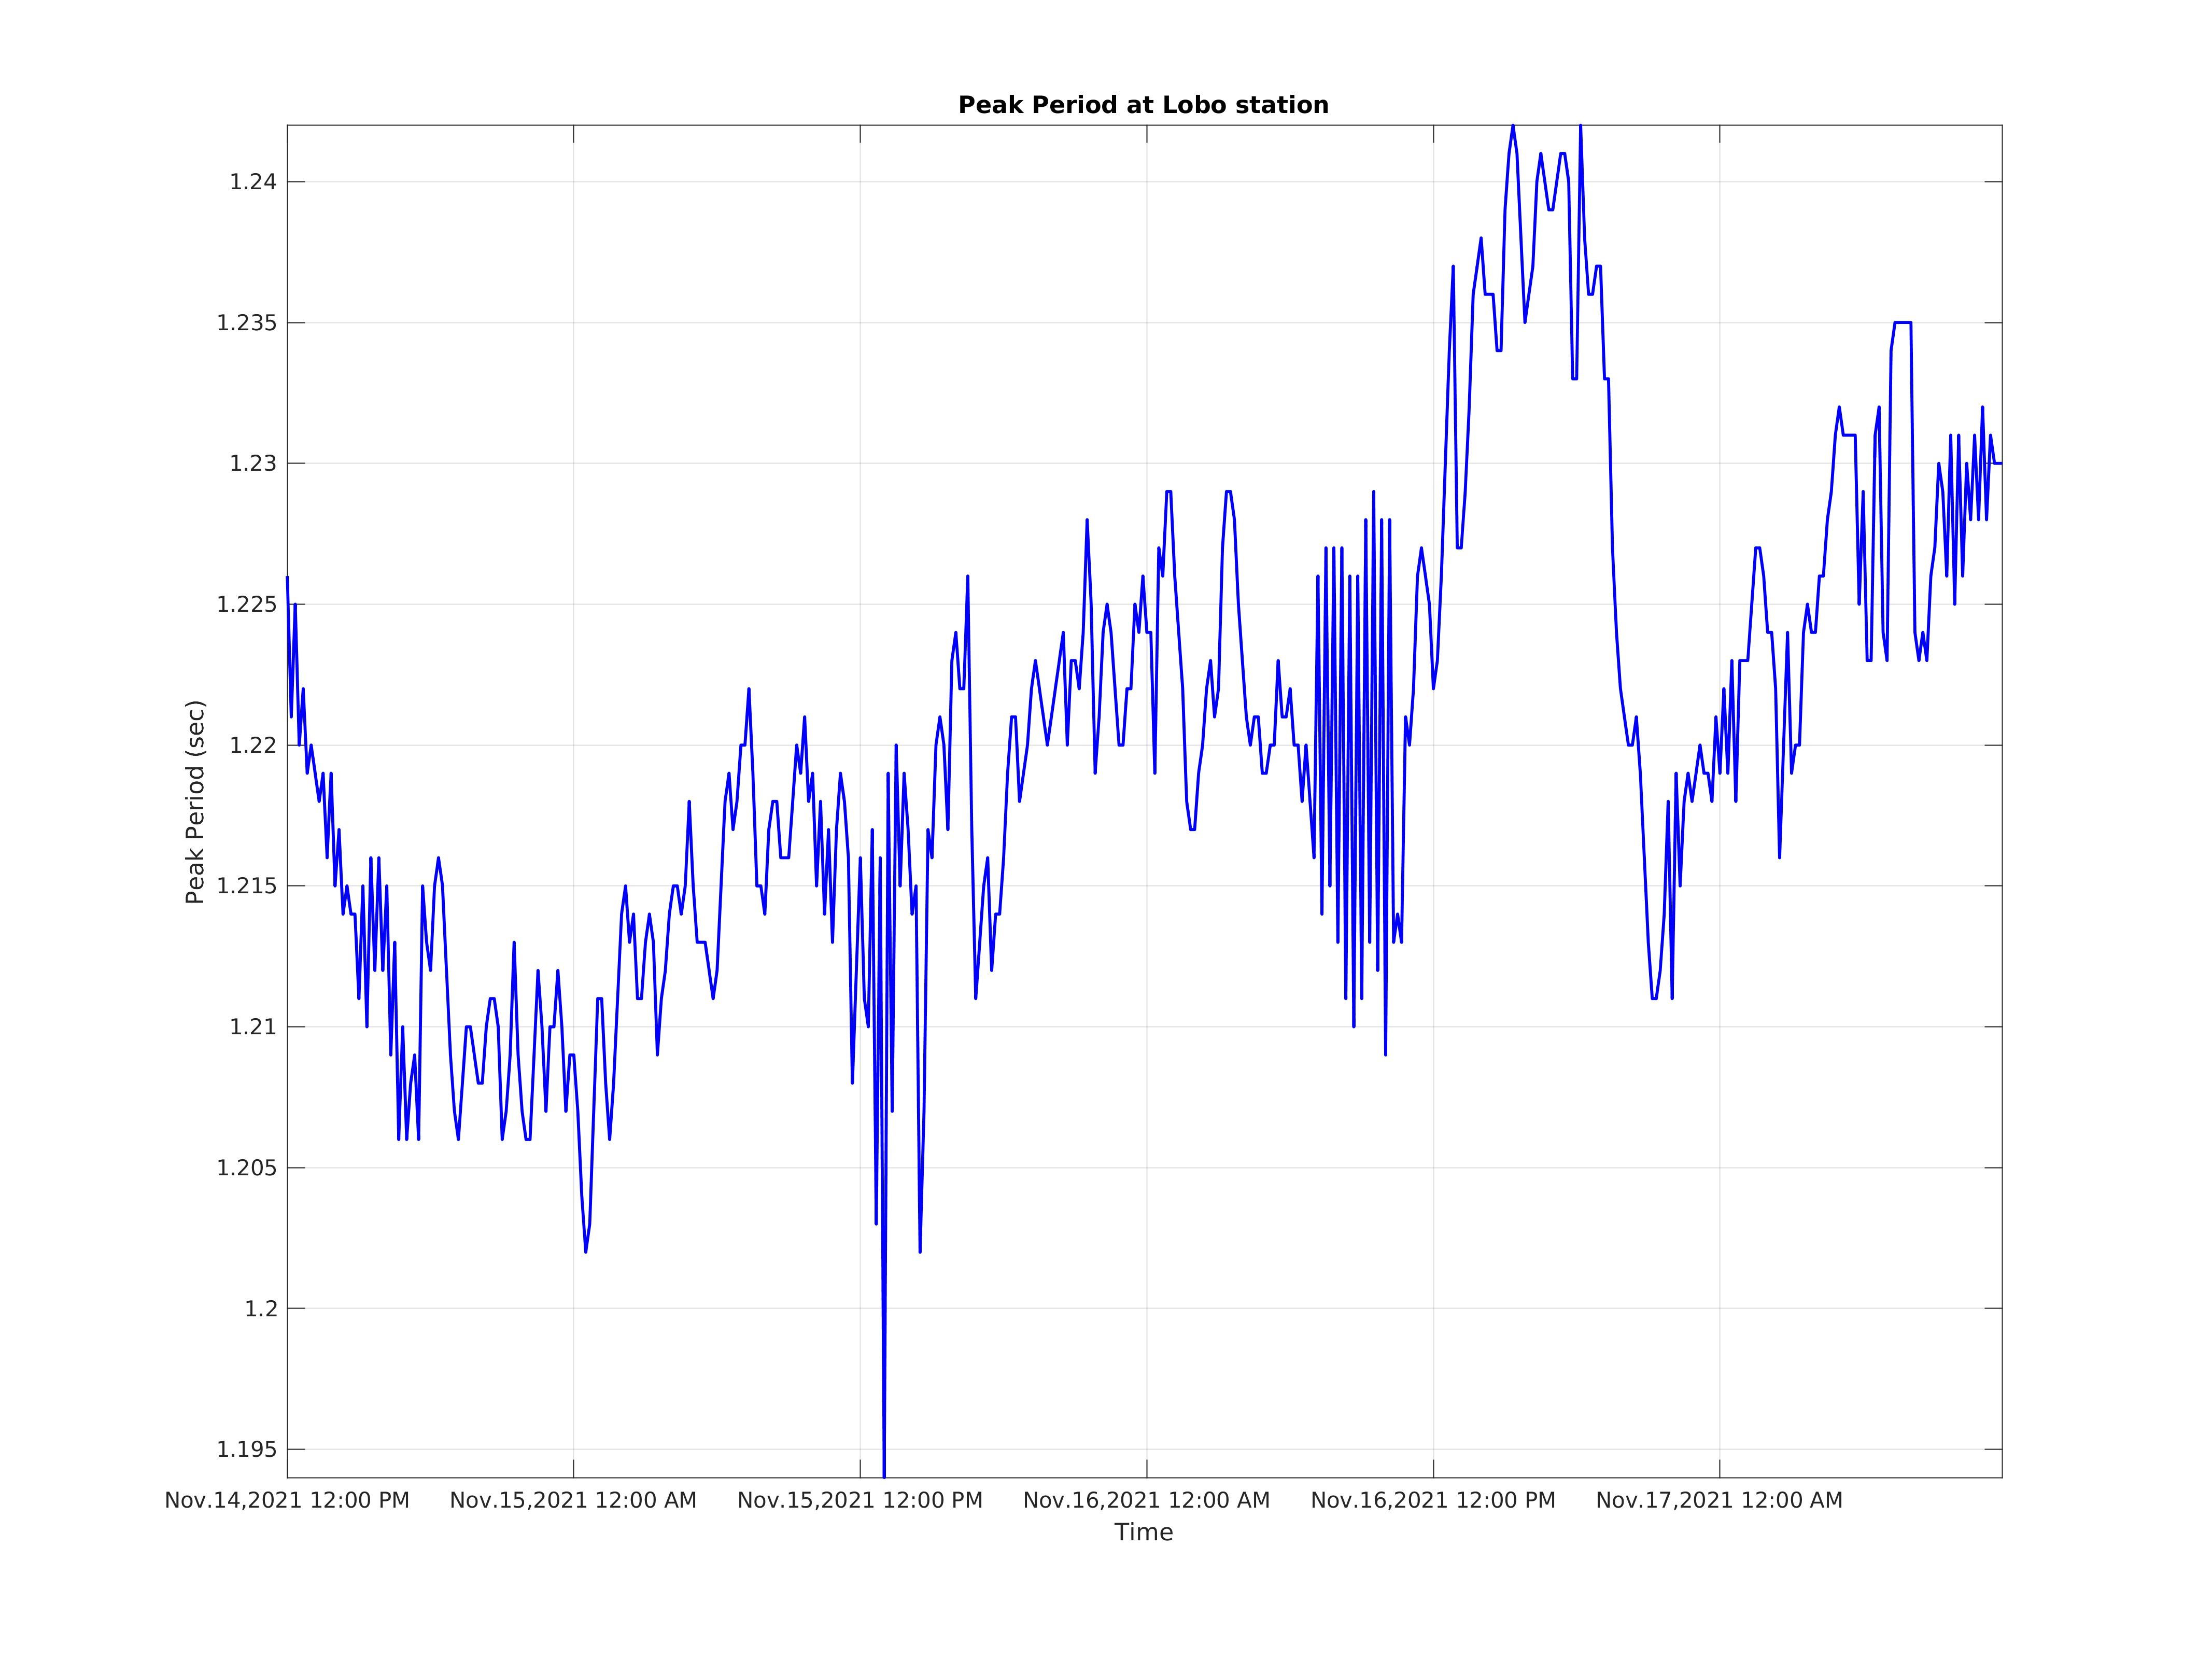 Peak Period at Lobo station
1.24
1.235
1.23
1.225
1.22
1.215
1.21
1.205
1.2
1.195
Peak Period (sec)
Nov.14,2021 12:00 PM Nov.15,2021 12:00 AM Nov.15,2021 12:00 PM Nov.16,2021 12:00 AM Nov.16,2021 12:00 PM Nov.17,2021 12:00 AM
Time